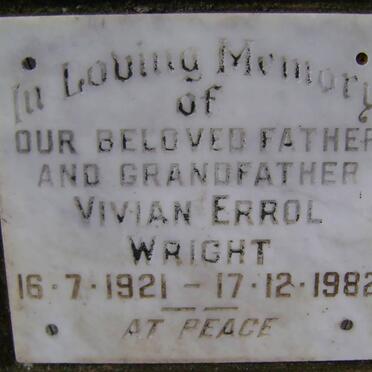 In Loving Memory
of
OUR BELOVED FATHER
AND GRANDFATHER
VIVIAN ERROL
WRIGHT
16·7·1921 – 17·12·1982
AT PEACE